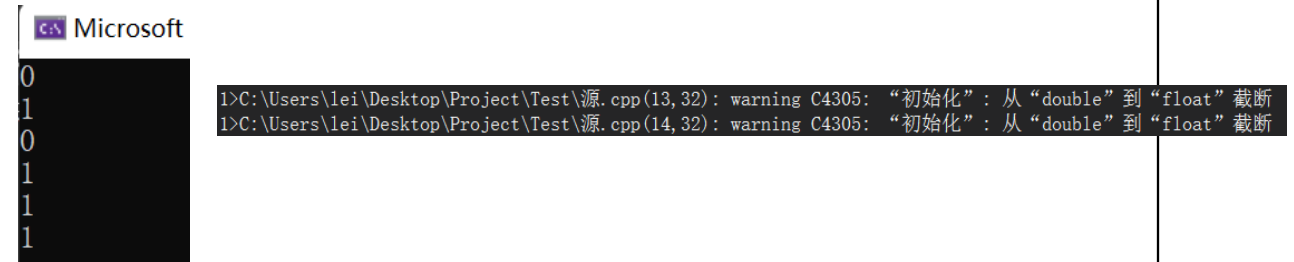 Microsoft
0
1
0
1
1
1
1>C:\Users\lei\Desktop\Project\Test\源.cpp(13,32): warning C4305: “初始化”: 从“double”到“float”截断
1>C:\Users\lei\Desktop\Project\Test\源.cpp(14,32): warning C4305: “初始化”: 从“double”到“float”截断